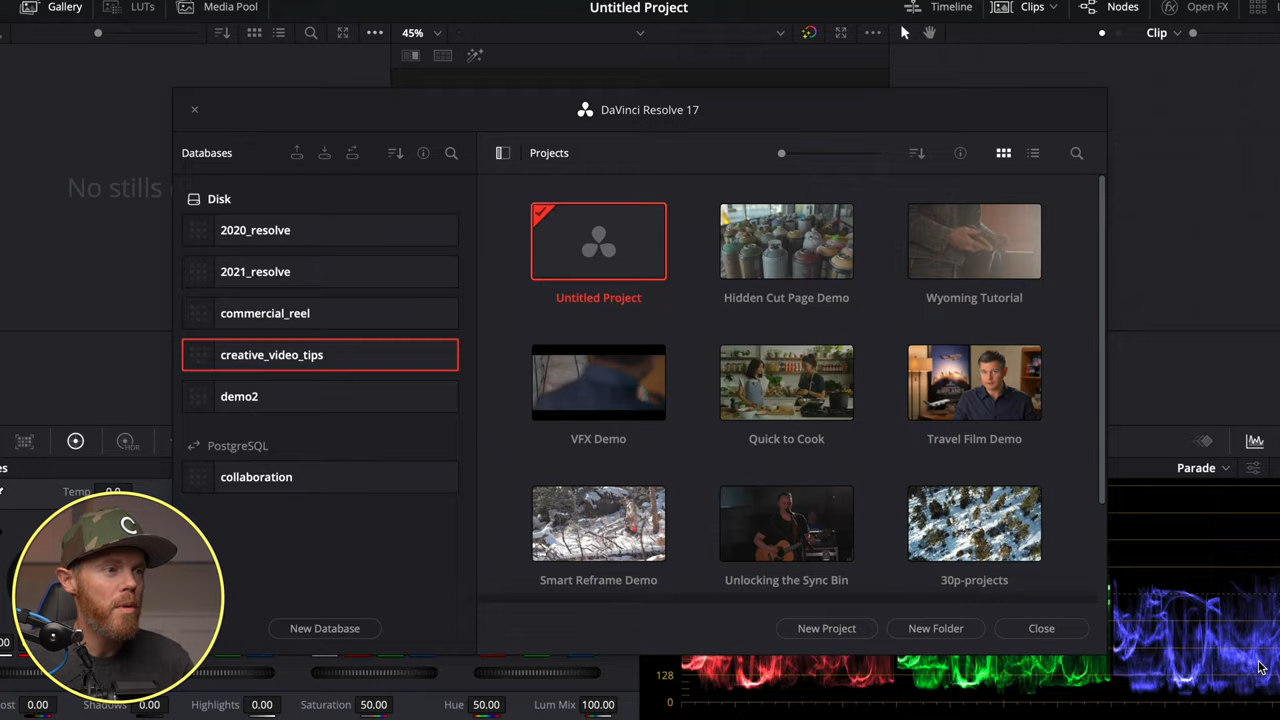 Untitled Project
Gallery
LUTs
Media Pool
Timeline
Clips
Nodes
Open FX
45%
Clip
DaVinci Resolve 17
Databases
Projects
No stills
Disk
2020_resolve
2021_resolve
commercial_reel
creative_video_tips
demo2
PostgreSQL
collaboration
Untitled Project
Hidden Cut Page Demo
Wyoming Tutorial
VFX Demo
Quick to Cook
Travel Film Demo
Smart Reframe Demo
Unlocking the Sync Bin
30p-projects
New Database
New Project
New Folder
Close
HDR
Parade
Temp 0.0
128
0
0.00
Shadows 0.00
Highlights 0.00
Saturation 50.00
Hue 50.00
Lum Mix 100.00